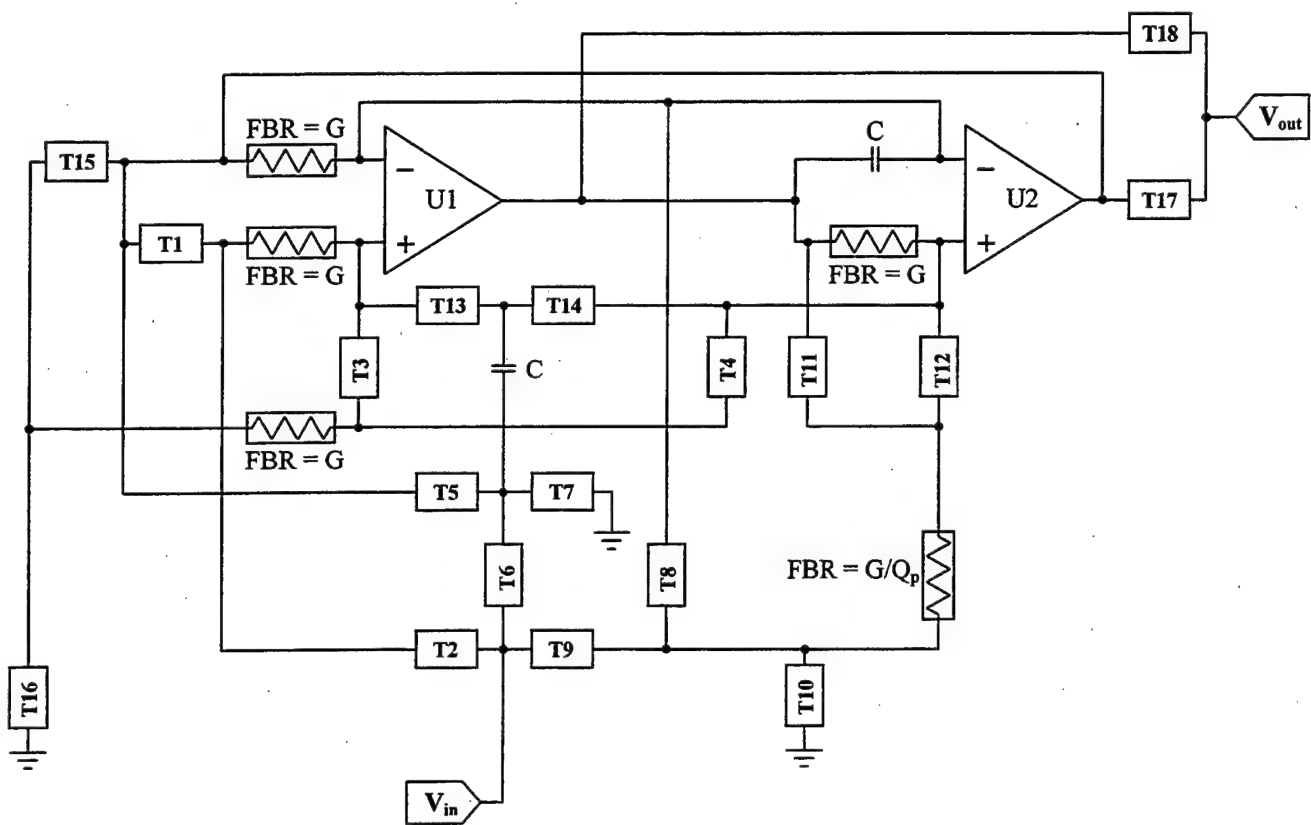 T18
V_out
FBR = G
C
T15
−
−
U1
U2
T17
T1
+
+
FBR = G
FBR = G
T13
T14
T3
C
T4
T11
T12
FBR = G
T5
T7
T6
T8
FBR = G/Q_p
T2
T9
T16
T10
V_in